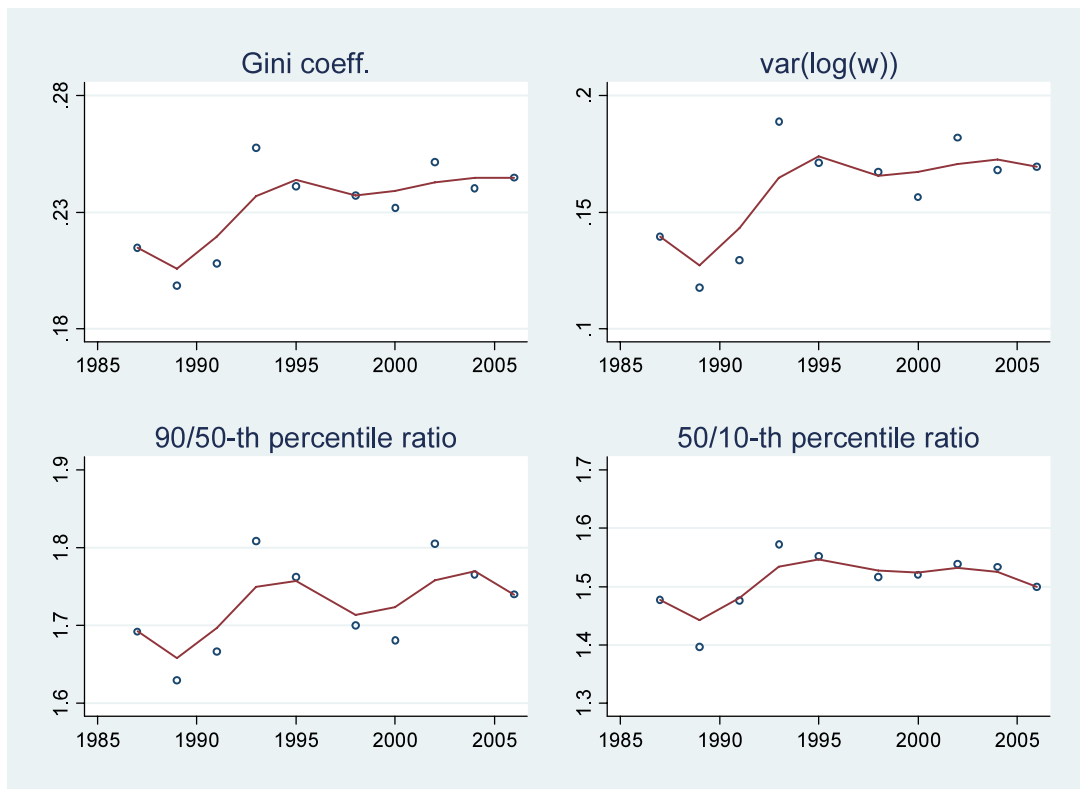 Gini coeff.
.28
.23
.18
1985 1990 1995 2000 2005
var(log(w))
.2
.15
.1
1985 1990 1995 2000 2005
90/50-th percentile ratio
1.9
1.8
1.7
1.6
1985 1990 1995 2000 2005
50/10-th percentile ratio
1.7
1.6
1.5
1.4
1.3
1985 1990 1995 2000 2005